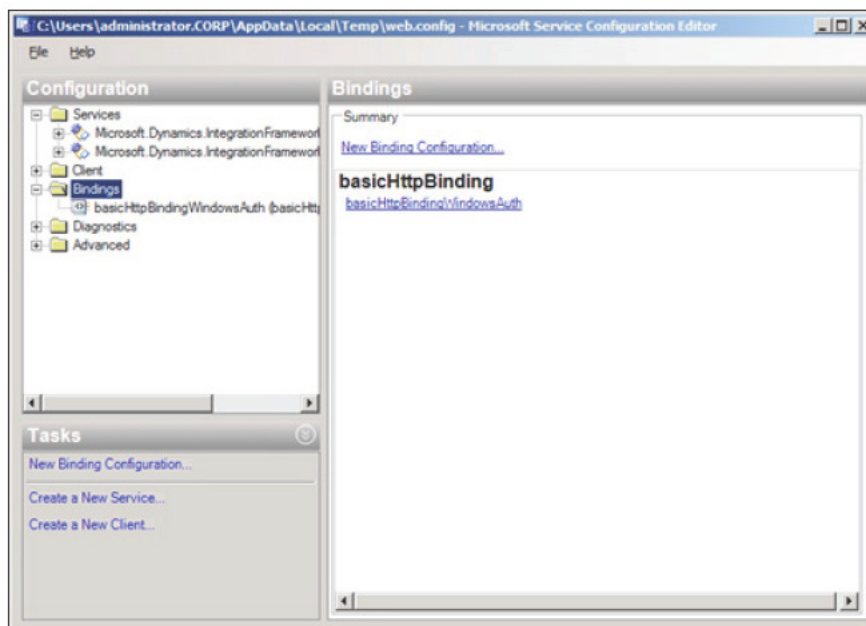 C:\Users\administrator.CORP\AppData\Local\Temp\web.config - Microsoft Service Configuration Editor
File Help
Configuration
Services
Microsoft.Dynamics.IntegrationFramewor
Microsoft.Dynamics.IntegrationFramewor
Client
Bindings
basicHttpBindingWindowsAuth (basicHtt
Diagnostics
Advanced
Tasks
New Binding Configuration...
Create a New Service...
Create a New Client...
Bindings
Summary
New Binding Configuration...
basicHttpBinding
basicHttpBindingWindowsAuth